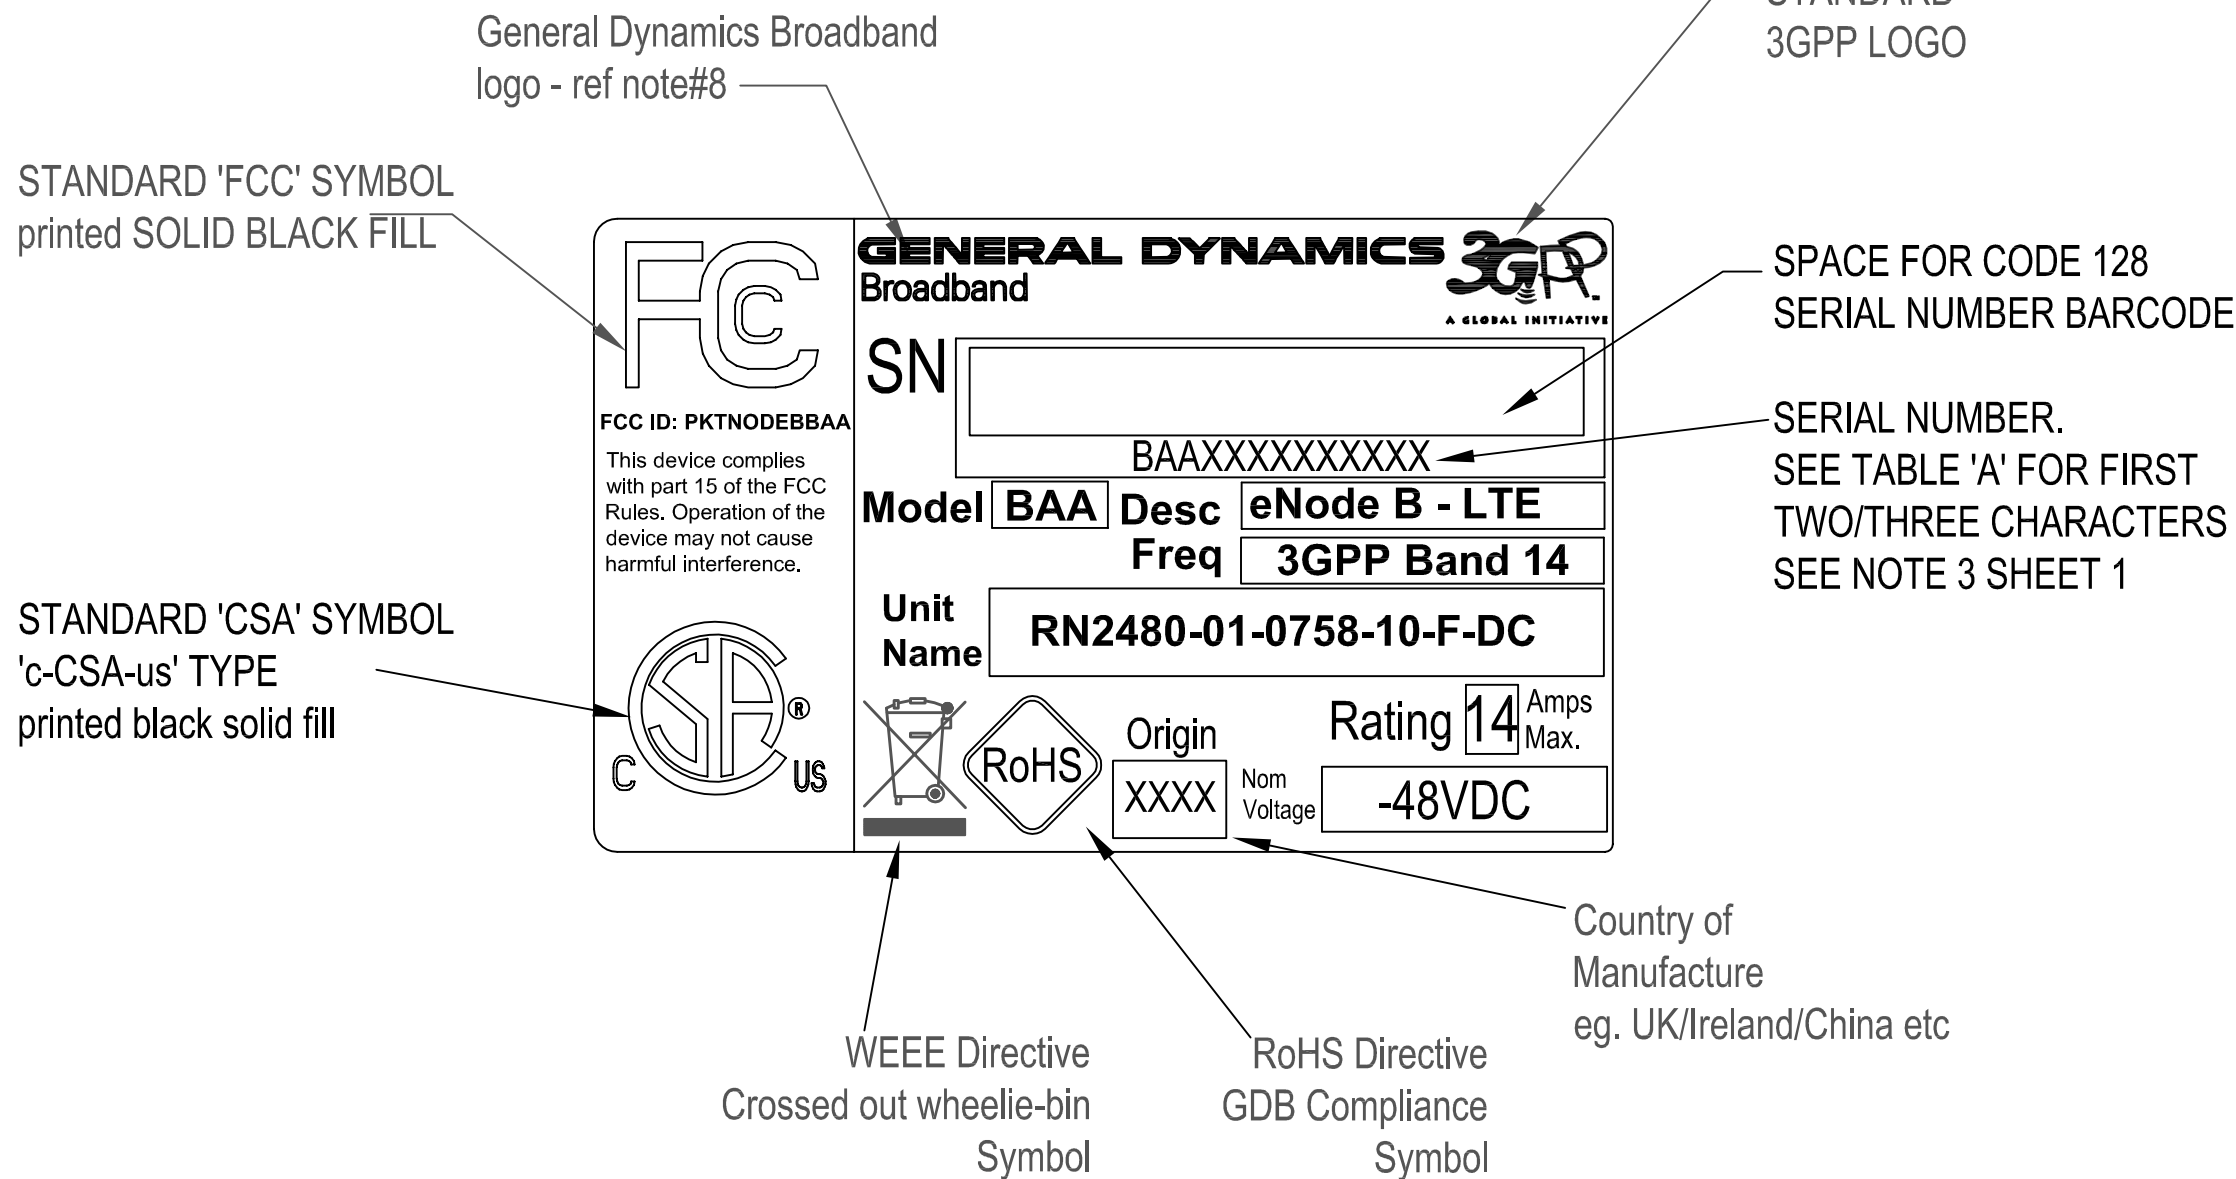 General Dynamics Broadband
logo - ref note#8
STANDARD
3GPP LOGO
STANDARD 'FCC' SYMBOL
printed SOLID BLACK FILL
FCC
FCC ID: PKTNODEBBAA
This device complies
with part 15 of the FCC
Rules. Operation of the
device may not cause
harmful interference.
STANDARD 'CSA' SYMBOL
'c-CSA-us' TYPE
printed black solid fill
C SA ® US
GENERAL DYNAMICS
Broadband
3GPP™
A GLOBAL INITIATIVE
SN
BAAXXXXXXXXXX
Model BAA Desc eNode B - LTE
Freq 3GPP Band 14
Unit
Name RN2480-01-0758-10-F-DC
RoHS
Origin
XXXX
Rating 14 Amps
Max.
Nom
Voltage -48VDC
SPACE FOR CODE 128
SERIAL NUMBER BARCODE
SERIAL NUMBER.
SEE TABLE 'A' FOR FIRST
TWO/THREE CHARACTERS
SEE NOTE 3 SHEET 1
Country of
Manufacture
eg. UK/Ireland/China etc
WEEE Directive
Crossed out wheelie-bin
Symbol
RoHS Directive
GDB Compliance
Symbol